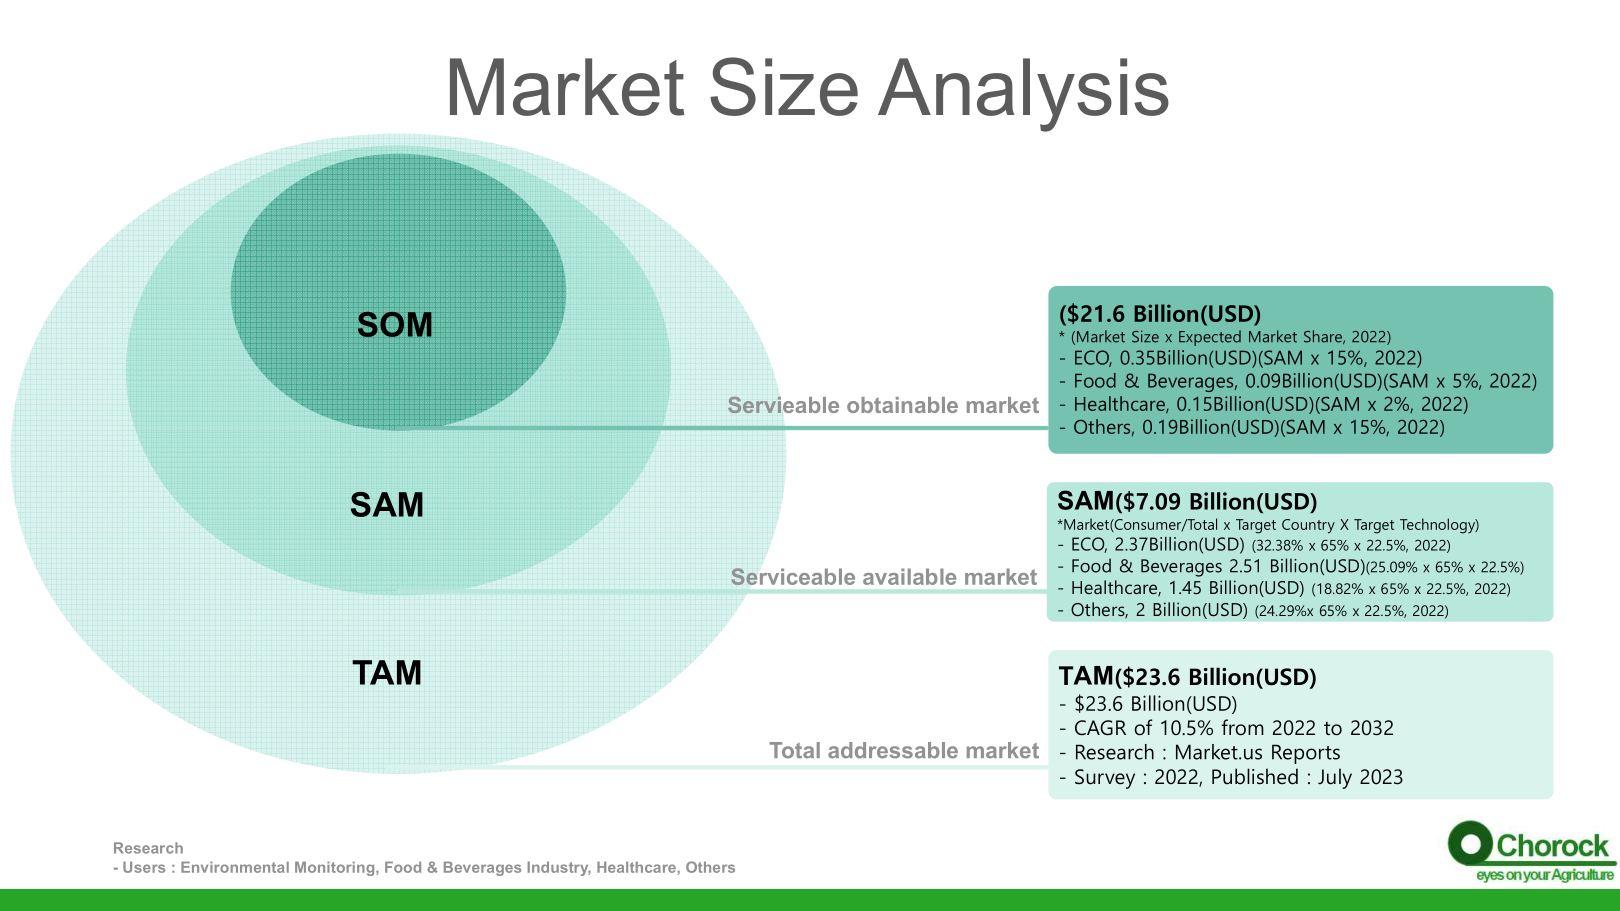 Market Size Analysis
SOM
SAM
TAM
Servieable obtainable market
($21.6 Billion(USD)
* (Market Size x Expected Market Share, 2022)
- ECO, 0.35Billion(USD)(SAM x 15%, 2022)
- Food & Beverages, 0.09Billion(USD)(SAM x 5%, 2022)
- Healthcare, 0.15Billion(USD)(SAM x 2%, 2022)
- Others, 0.19Billion(USD)(SAM x 15%, 2022)
Serviceable available market
SAM($7.09 Billion(USD)
*Market(Consumer/Total x Target Country X Target Technology)
- ECO, 2.37Billion(USD) (32.38% x 65% x 22.5%, 2022)
- Food & Beverages 2.51 Billion(USD)(25.09% x 65% x 22.5%)
- Healthcare, 1.45 Billion(USD) (18.82% x 65% x 22.5%, 2022)
- Others, 2 Billion(USD) (24.29%x 65% x 22.5%, 2022)
Total addressable market
TAM($23.6 Billion(USD)
- $23.6 Billion(USD)
- CAGR of 10.5% from 2022 to 2032
- Research : Market.us Reports
- Survey : 2022, Published : July 2023
Research
- Users : Environmental Monitoring, Food & Beverages Industry, Healthcare, Others
Chorock
eyes on your Agriculture